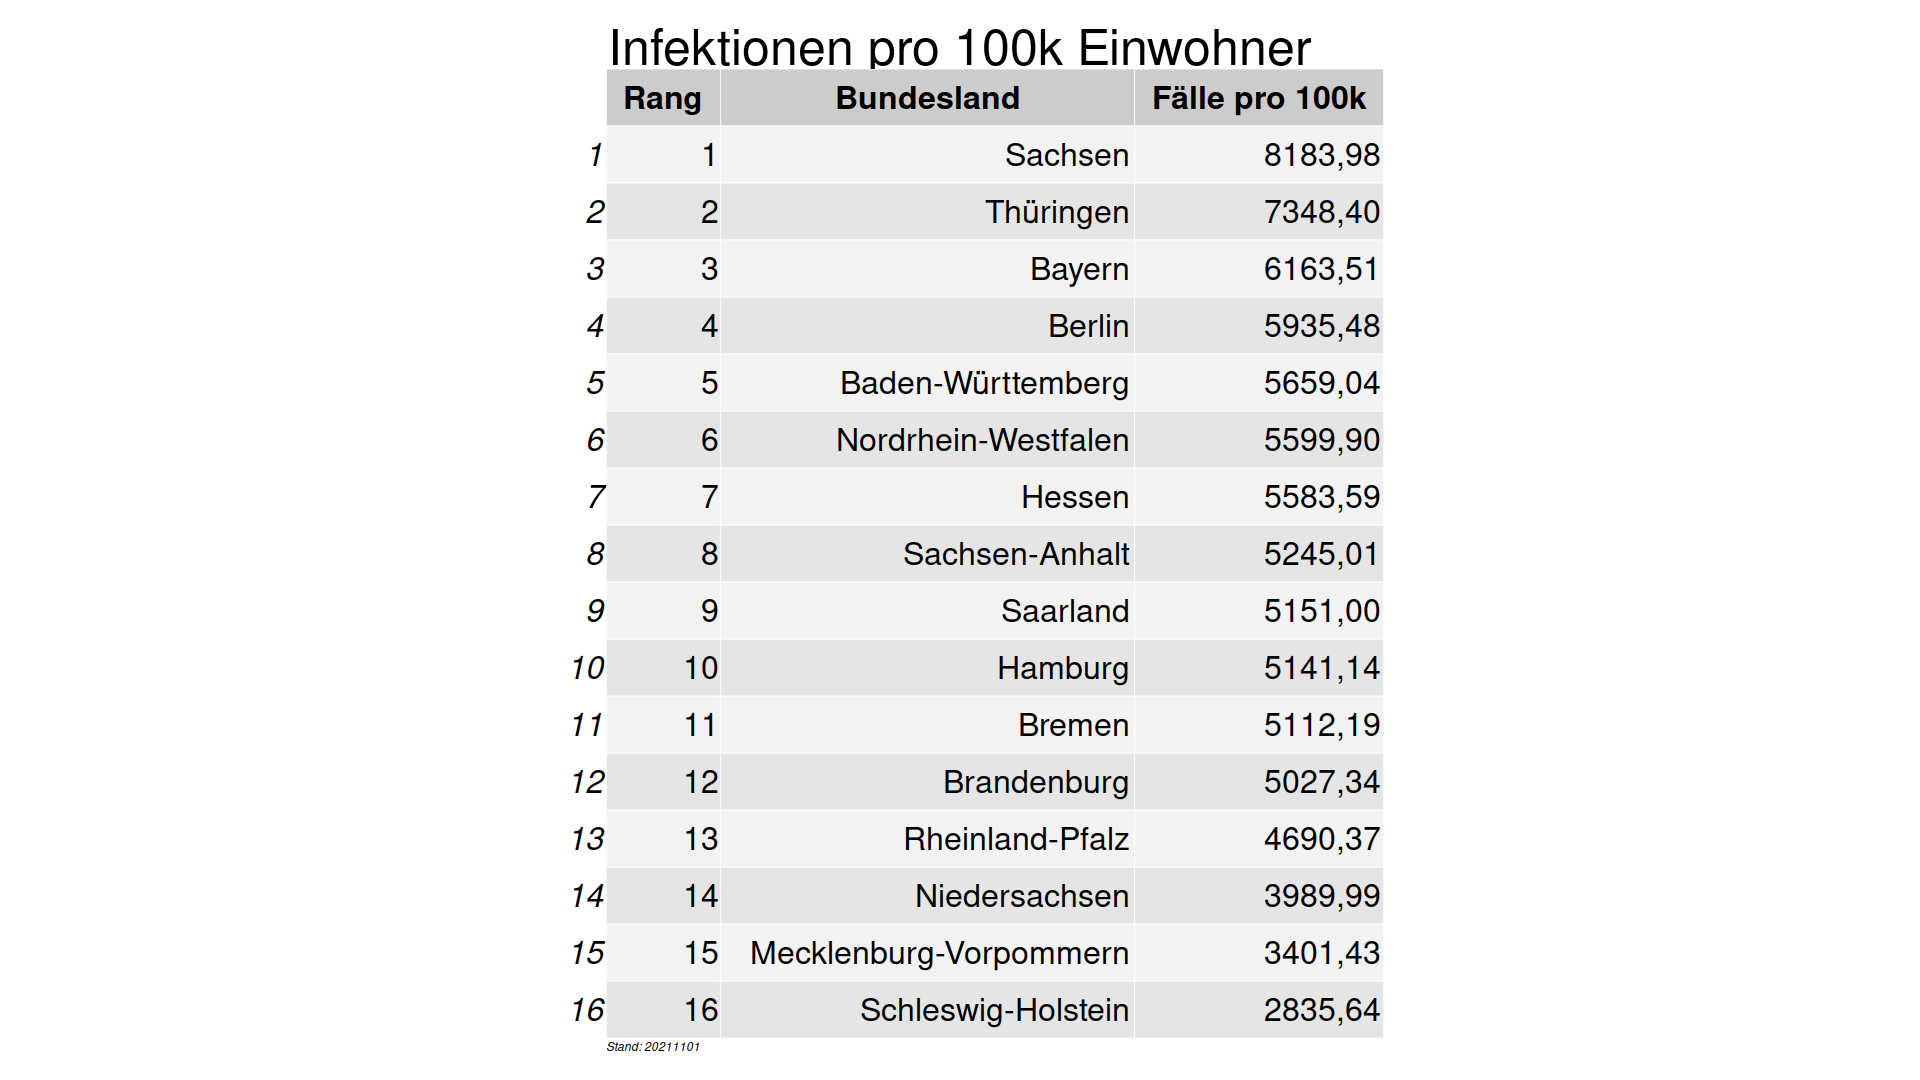 Infektionen pro 100k Einwohner
Rang Bundesland Fälle pro 100k
1 1 Sachsen 8183,98
2 2 Thüringen 7348,40
3 3 Bayern 6163,51
4 4 Berlin 5935,48
5 5 Baden-Württemberg 5659,04
6 6 Nordrhein-Westfalen 5599,90
7 7 Hessen 5583,59
8 8 Sachsen-Anhalt 5245,01
9 9 Saarland 5151,00
10 10 Hamburg 5141,14
11 11 Bremen 5112,19
12 12 Brandenburg 5027,34
13 13 Rheinland-Pfalz 4690,37
14 14 Niedersachsen 3989,99
15 15 Mecklenburg-Vorpommern 3401,43
16 16 Schleswig-Holstein 2835,64
Stand: 20211101